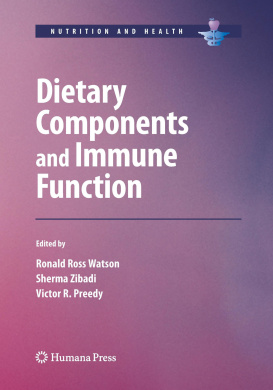 NUTRITION AND HEALTH
Dietary
Components
and Immune
Function
Edited by
Ronald Ross Watson
Sherma Zibadi
Victor R. Preedy
Humana Press